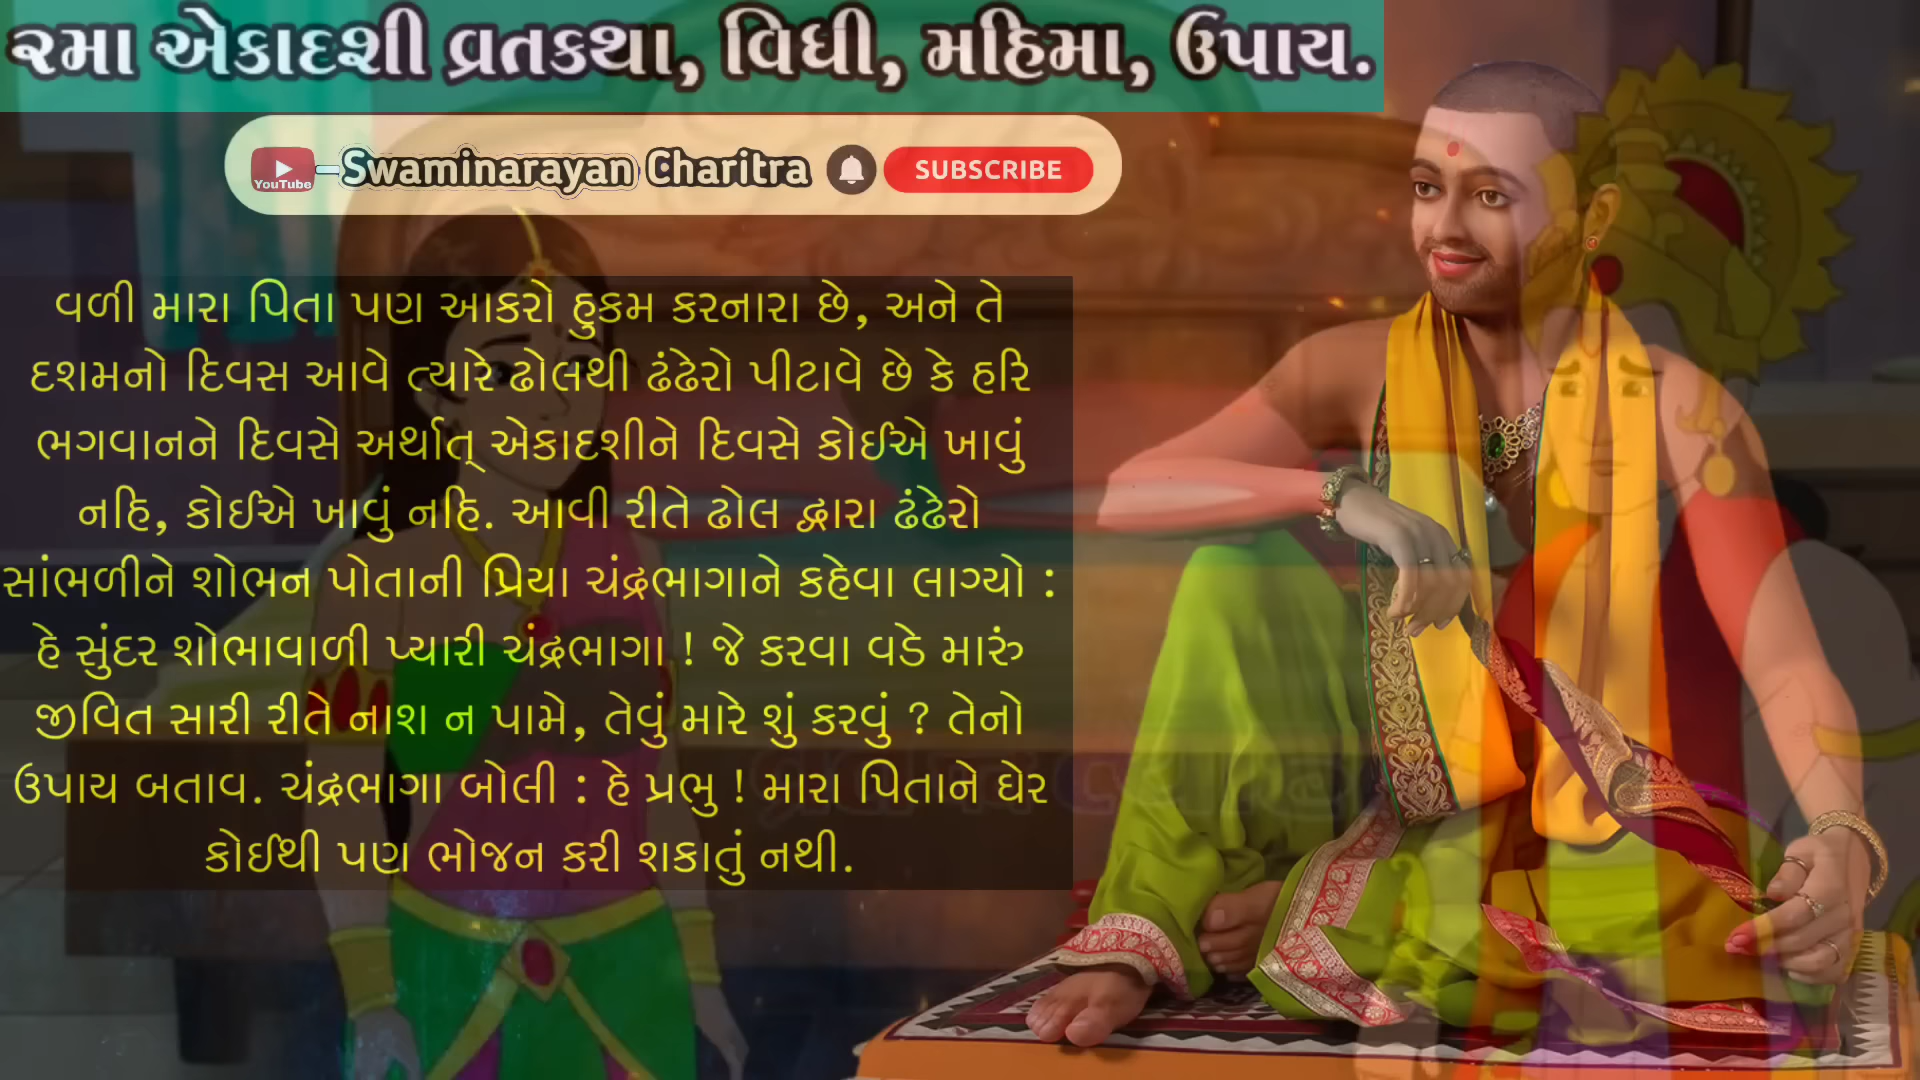 રમા એકાદશી વ્રતકથા, વિધી, મહિમા, ઉપાય.
YouTube Swaminarayan Charitra SUBSCRIBE
વળી મારા પિતા પણ આકરો હુકમ કરનારા છે, અને તે
દશમનો દિવસ આવે ત્યારે ઢોલથી ઢંઢેરો પીટાવે છે કે હરિ
ભગવાનને દિવસે અર્થાત્ એકાદશીને દિવસે કોઈએ ખાવું
નહિ, કોઈએ ખાવું નહિ. આવી રીતે ઢોલ દ્વારા ઢંઢેરો
સાંભળીને શોભન પોતાની પ્રિયા ચંદ્રભાગાને કહેવા લાગ્યો :
હે સુંદર શોભાવાળી પ્યારી ચંદ્રભાગા ! જે કરવા વડે મારું
જીવિત સારી રીતે નાશ ન પામે, તેવું મારે શું કરવું ? તેનો
ઉપાય બતાવ. ચંદ્રભાગા બોલી : હે પ્રભુ ! મારા પિતાને ઘેર
કોઈથી પણ ભોજન કરી શકાતું નથી.